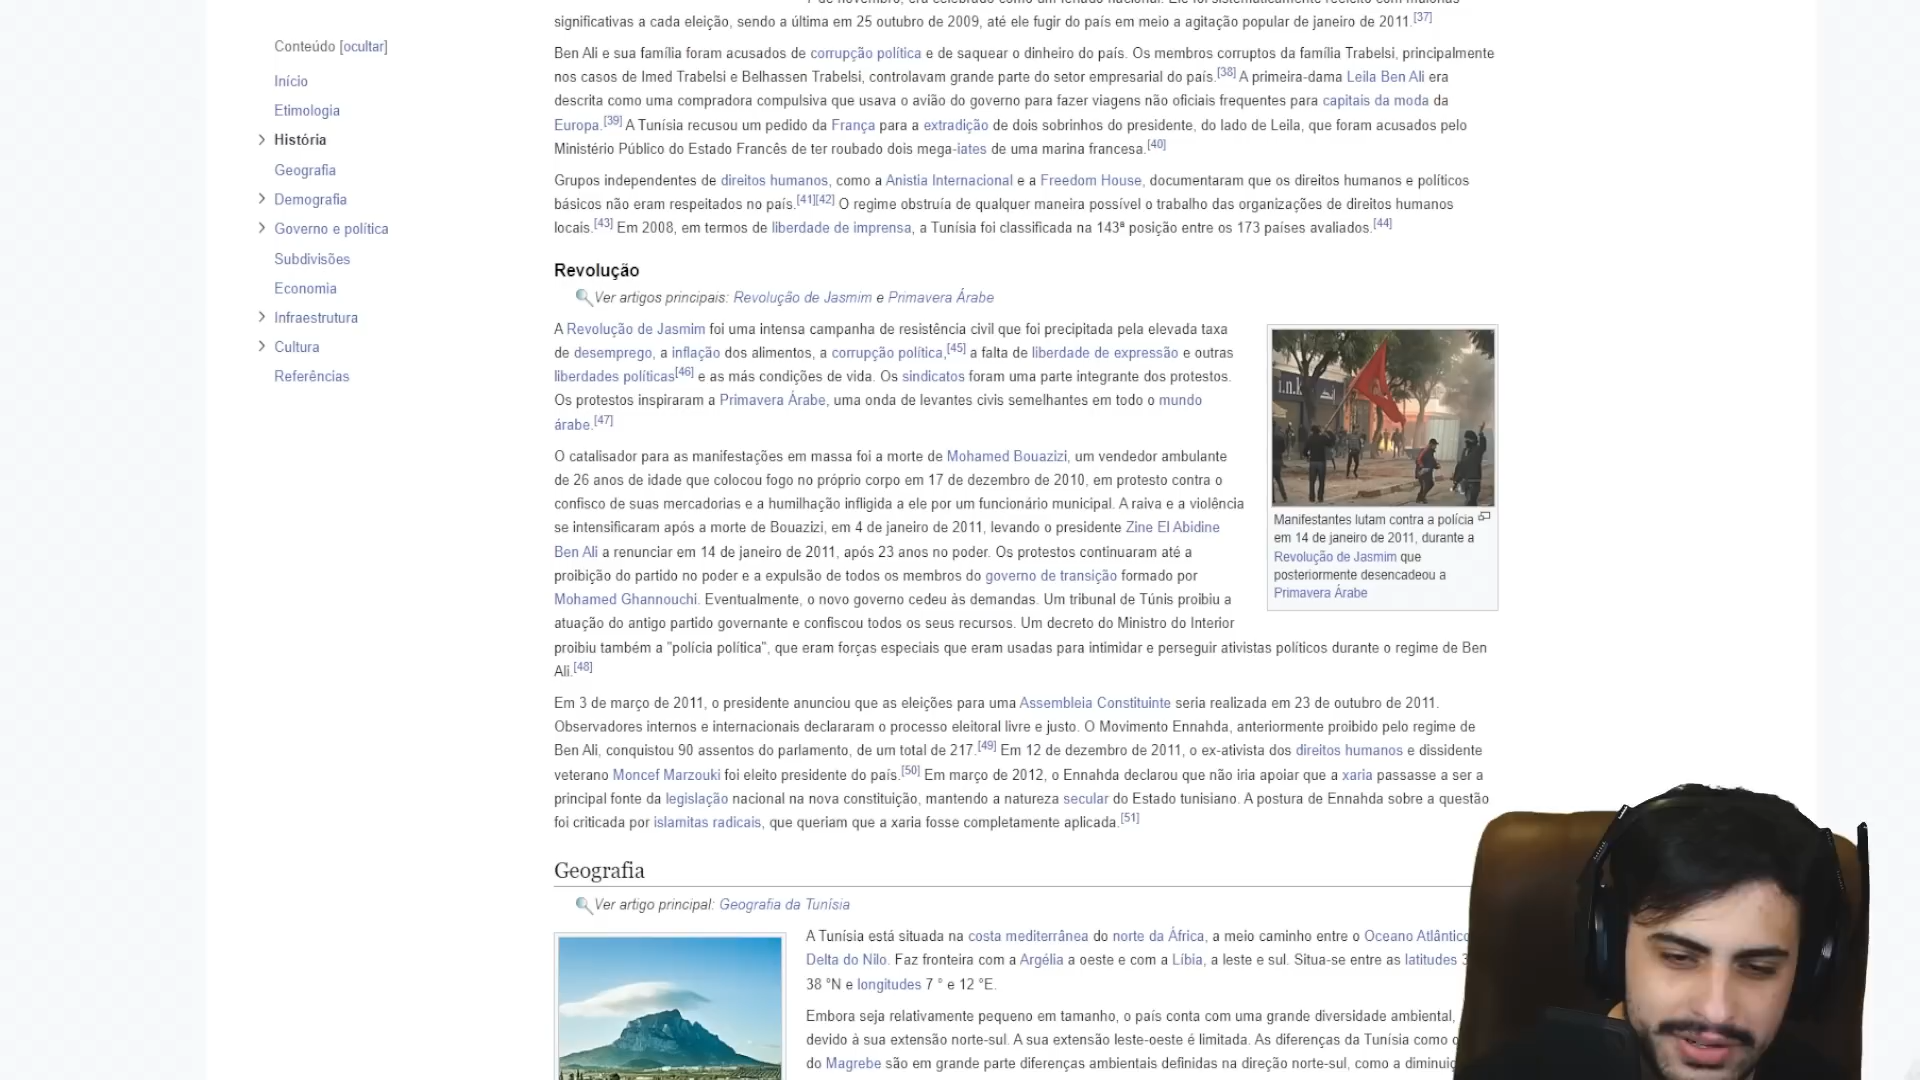 Conteúdo [ocultar]
Início
Etimologia
História
Geografia
Demografia
Governo e política
Subdivisões
Economia
Infraestrutura
Cultura
Referências
significativas a cada eleição, sendo a última em 25 outubro de 2009, até ele fugir do país em meio a agitação popular de janeiro de 2011.[37]
Ben Ali e sua família foram acusados de corrupção política e de saquear o dinheiro do país. Os membros corruptos da família Trabelsi, principalmente
nos casos de Imed Trabelsi e Belhassen Trabelsi, controlavam grande parte do setor empresarial do país.[38] A primeira-dama Leila Ben Ali era
descrita como uma compradora compulsiva que usava o avião do governo para fazer viagens não oficiais frequentes para capitais da moda da
Europa.[39] A Tunísia recusou um pedido da França para a extradição de dois sobrinhos do presidente, do lado de Leila, que foram acusados pelo
Ministério Público do Estado Francês de ter roubado dois mega-iates de uma marina francesa.[40]
Grupos independentes de direitos humanos, como a Anistia Internacional e a Freedom House, documentaram que os direitos humanos e políticos
básicos não eram respeitados no país.[41][42] O regime obstruía de qualquer maneira possível o trabalho das organizações de direitos humanos
locais.[43] Em 2008, em termos de liberdade de imprensa, a Tunísia foi classificada na 143ª posição entre os 173 países avaliados.[44]
Revolução
Ver artigos principais: Revolução de Jasmim e Primavera Árabe
A Revolução de Jasmim foi uma intensa campanha de resistência civil que foi precipitada pela elevada taxa
de desemprego, a inflação dos alimentos, a corrupção política,[45] a falta de liberdade de expressão e outras
liberdades políticas[46] e as más condições de vida. Os sindicatos foram uma parte integrante dos protestos.
Os protestos inspiraram a Primavera Árabe, uma onda de levantes civis semelhantes em todo o mundo
árabe.[47]
O catalisador para as manifestações em massa foi a morte de Mohamed Bouazizi, um vendedor ambulante
de 26 anos de idade que colocou fogo no próprio corpo em 17 de dezembro de 2010, em protesto contra o
confisco de suas mercadorias e a humilhação infligida a ele por um funcionário municipal. A raiva e a violência
se intensificaram após a morte de Bouazizi, em 4 de janeiro de 2011, levando o presidente Zine El Abidine
Ben Ali a renunciar em 14 de janeiro de 2011, após 23 anos no poder. Os protestos continuaram até a
proibição do partido no poder e a expulsão de todos os membros do governo de transição formado por
Mohamed Ghannouchi. Eventualmente, o novo governo cedeu às demandas. Um tribunal de Túnis proibiu a
atuação do antigo partido governante e confiscou todos os seus recursos. Um decreto do Ministro do Interior
proibiu também a "polícia política", que eram forças especiais que eram usadas para intimidar e perseguir ativistas políticos durante o regime de Ben
Ali.[48]
i.n.k
Manifestantes lutam contra a polícia
em 14 de janeiro de 2011, durante a
Revolução de Jasmim que
posteriormente desencadeou a
Primavera Árabe
Em 3 de março de 2011, o presidente anunciou que as eleições para uma Assembleia Constituinte seria realizada em 23 de outubro de 2011.
Observadores internos e internacionais declararam o processo eleitoral livre e justo. O Movimento Ennahda, anteriormente proibido pelo regime de
Ben Ali, conquistou 90 assentos do parlamento, de um total de 217.[49] Em 12 de dezembro de 2011, o ex-ativista dos direitos humanos e dissidente
veterano Moncef Marzouki foi eleito presidente do país.[50] Em março de 2012, o Ennahda declarou que não iria apoiar que a xaria passasse a ser a
principal fonte da legislação nacional na nova constituição, mantendo a natureza secular do Estado tunisiano. A postura de Ennahda sobre a questão
foi criticada por islamitas radicais, que queriam que a xaria fosse completamente aplicada.[51]
Geografia
Ver artigo principal: Geografia da Tunísia
A Tunísia está situada na costa mediterrânea do norte da África, a meio caminho entre o Oceano Atlântico
Delta do Nilo. Faz fronteira com a Argélia a oeste e com a Líbia, a leste e sul. Situa-se entre as latitudes
38 °N e longitudes 7 ° e 12 °E.
Embora seja relativamente pequeno em tamanho, o país conta com uma grande diversidade ambiental,
devido à sua extensão norte-sul. A sua extensão leste-oeste é limitada. As diferenças da Tunísia como
do Magrebe são em grande parte diferenças ambientais definidas na direção norte-sul, como a